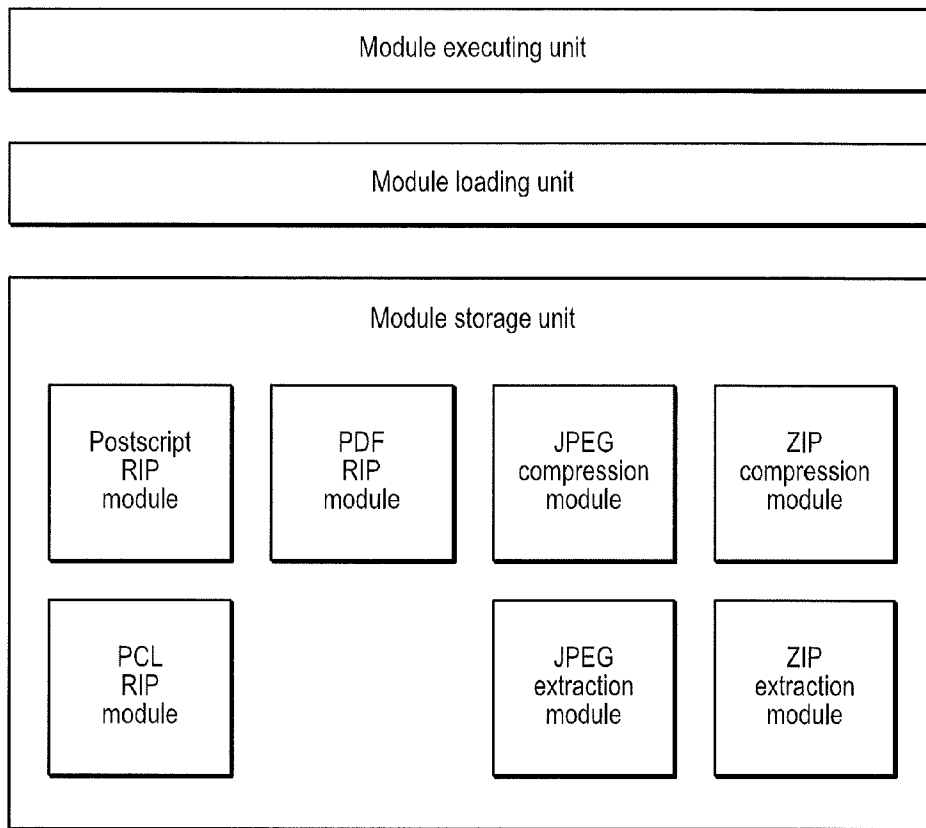 Module executing unit
Module loading unit
Module storage unit
Postscript
RIP
module
PDF
RIP
module
JPEG
compression
module
ZIP
compression
module
PCL
RIP
module
JPEG
extraction
module
ZIP
extraction
module